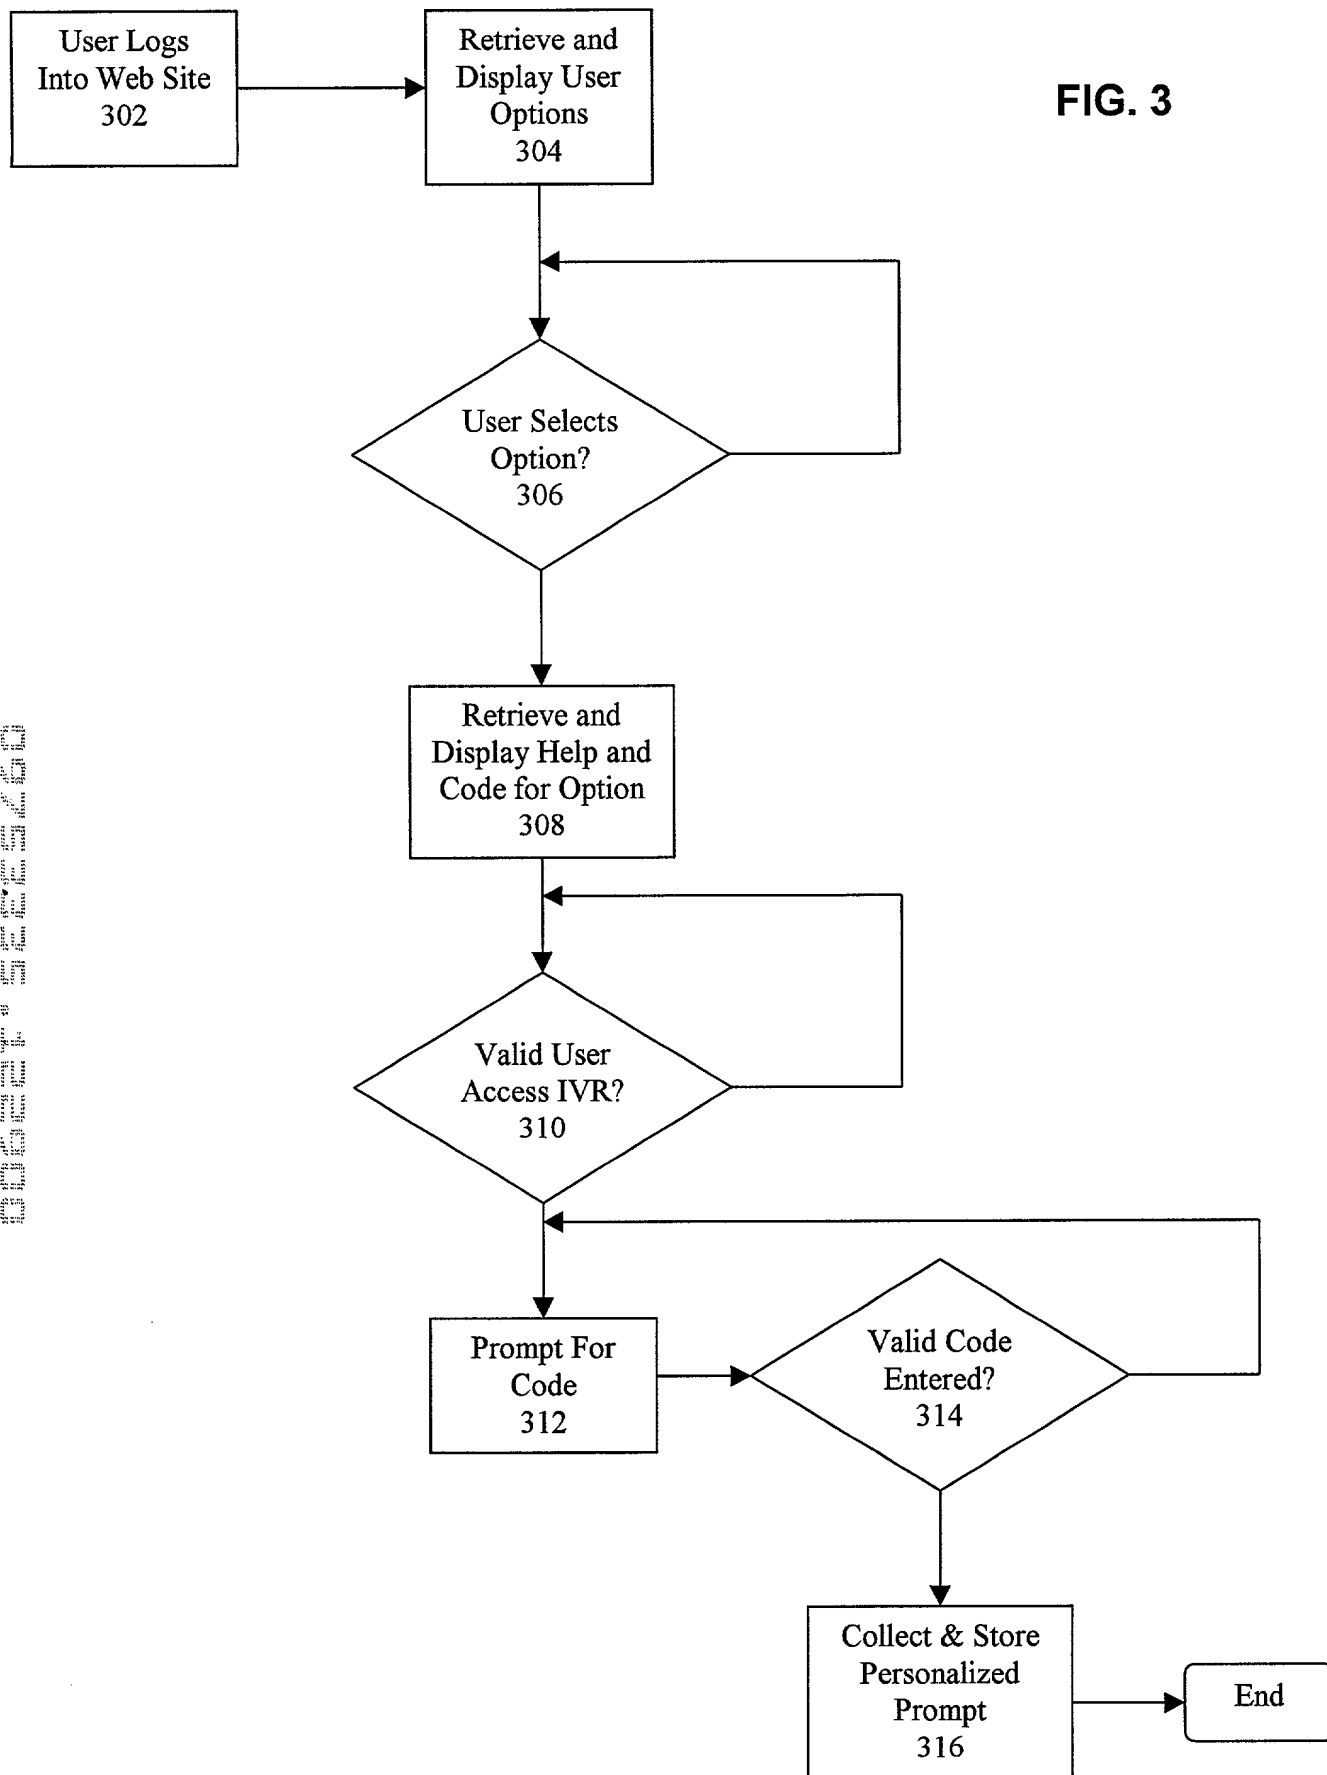 User Logs
Into Web Site
302
Retrieve and
Display User
Options
304
FIG. 3
User Selects
Option?
306
Retrieve and
Display Help and
Code for Option
308
Valid User
Access IVR?
310
Prompt For
Code
312
Valid Code
Entered?
314
Collect & Store
Personalized
Prompt
316
End